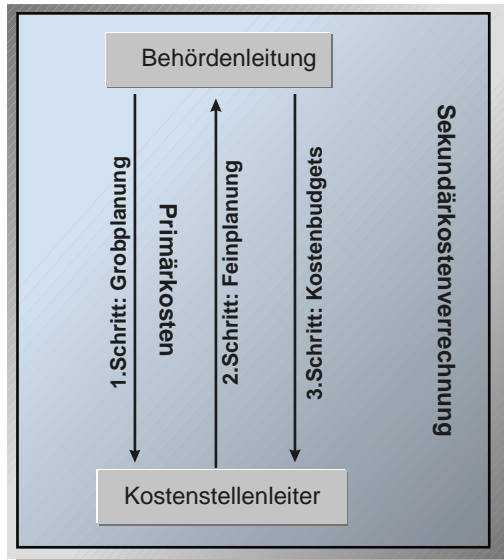 Behördenleitung
1.Schritt: Grobplanung
Primärkosten
2.Schritt: Feinplanung
3.Schritt: Kostenbudgets
Sekundärkostenverrechnung
Kostenstellenleiter